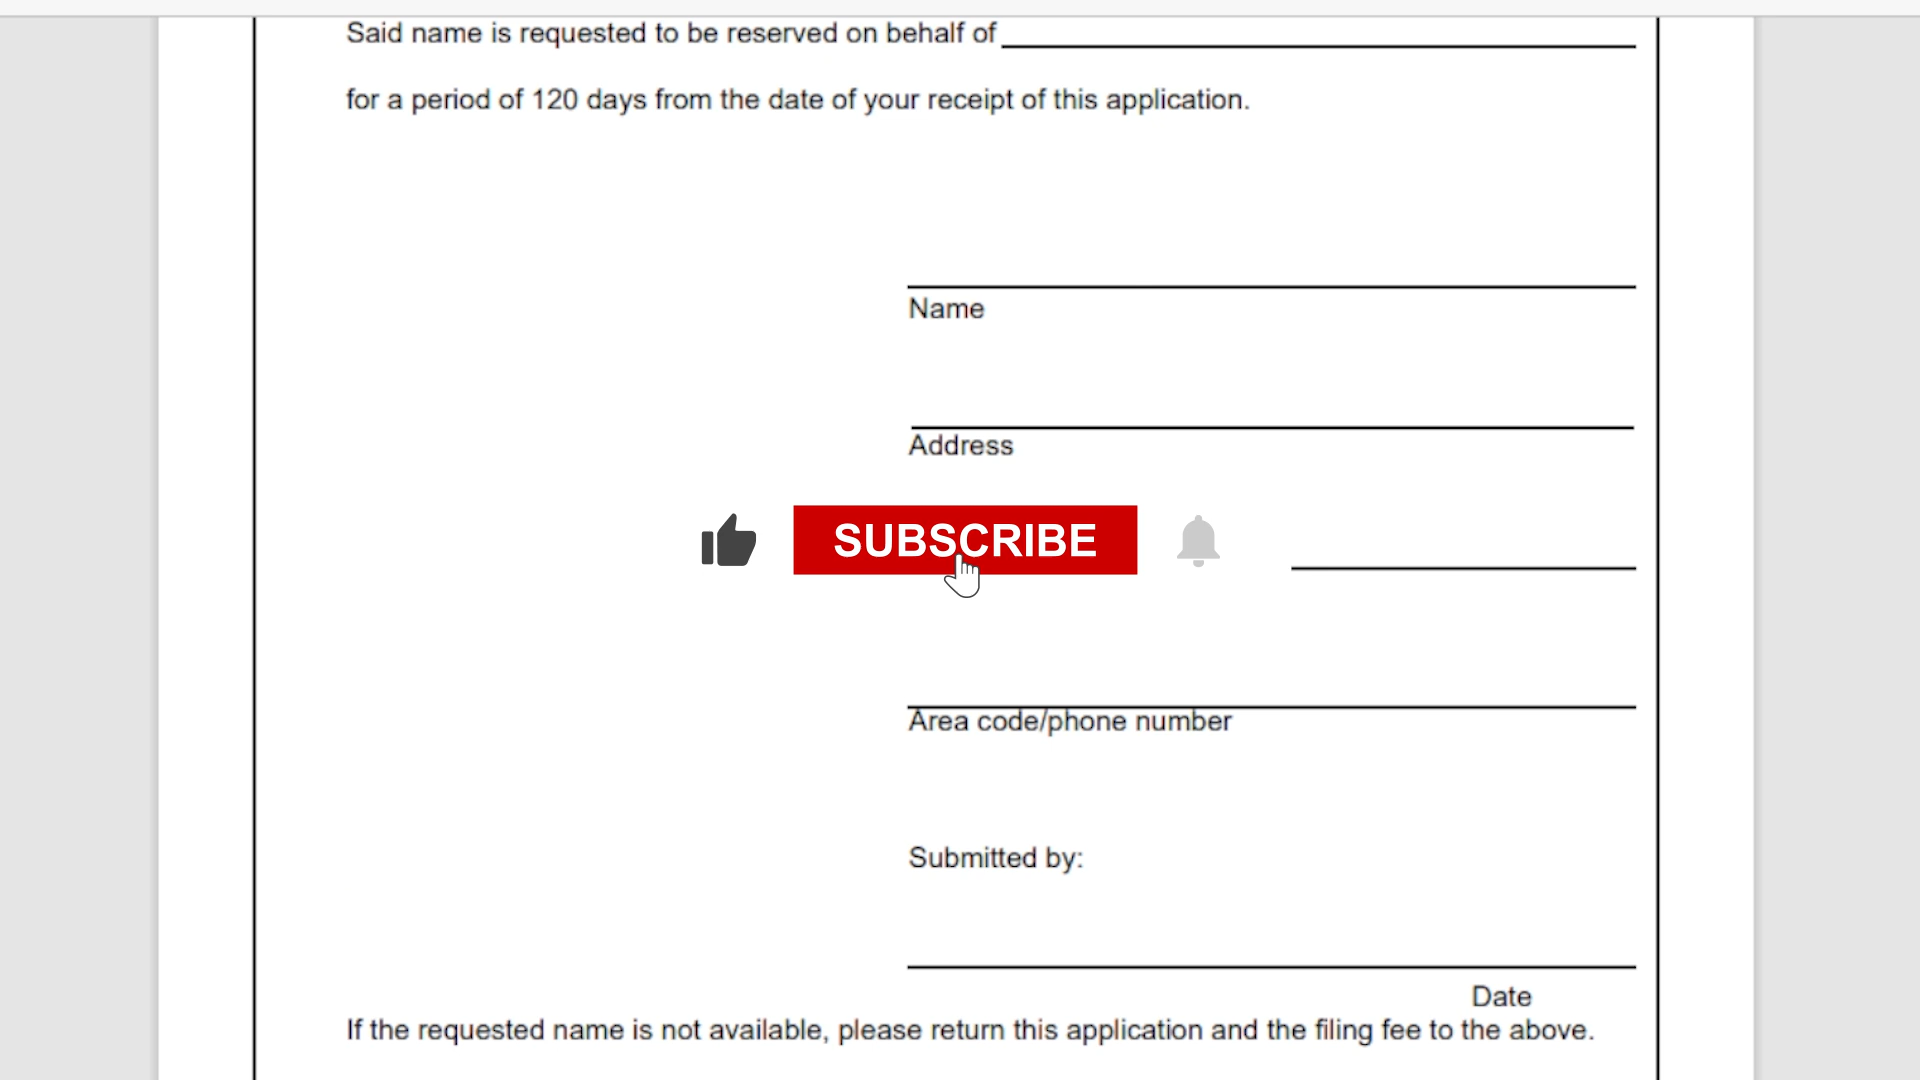 Said name is requested to be reserved on behalf of
for a period of 120 days from the date of your receipt of this application.
Name
Address
SUBSCRIBE
Area code/phone number
Submitted by:
Date
If the requested name is not available, please return this application and the filing fee to the above.